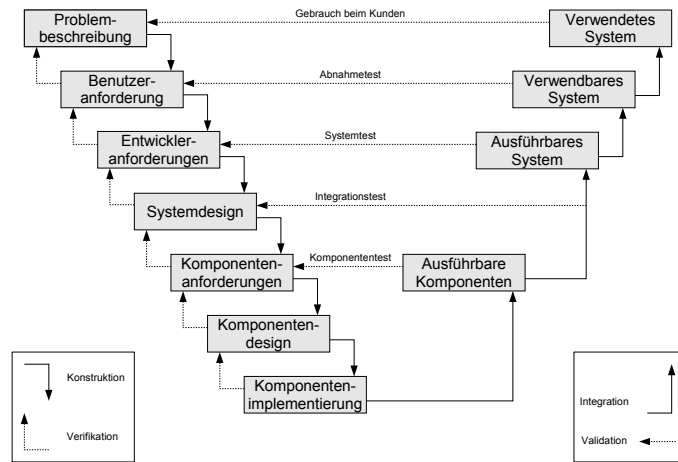 Problem-
beschreibung
Gebrauch beim Kunden
Verwendetes
System
Benutzer-
anforderung
Abnahmetest
Verwendbares
System
Entwickler-
anforderungen
Systemtest
Ausführbares
System
Systemdesign
Integrationstest
Komponenten-
anforderungen
Komponententest
Ausführbare
Komponenten
Komponenten-
design
Komponenten-
implementierung
Konstruktion
Verifikation
Integration
Validation